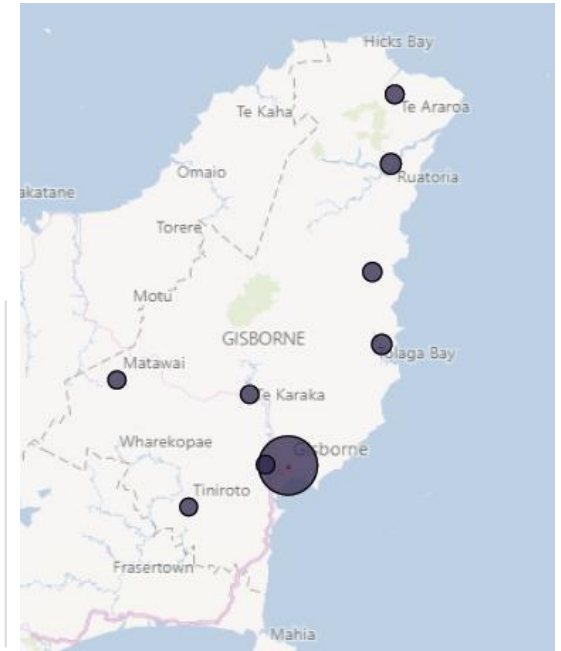 Hicks Bay
Te Araroa
Te Kaha
Omaio
Ruatoria
akatane
Torere
Motu
GISBORNE
Tolaga Bay
Matawai
Te Karaka
Wharekopae
Gisborne
Tiniroto
Frasertown
Mahia